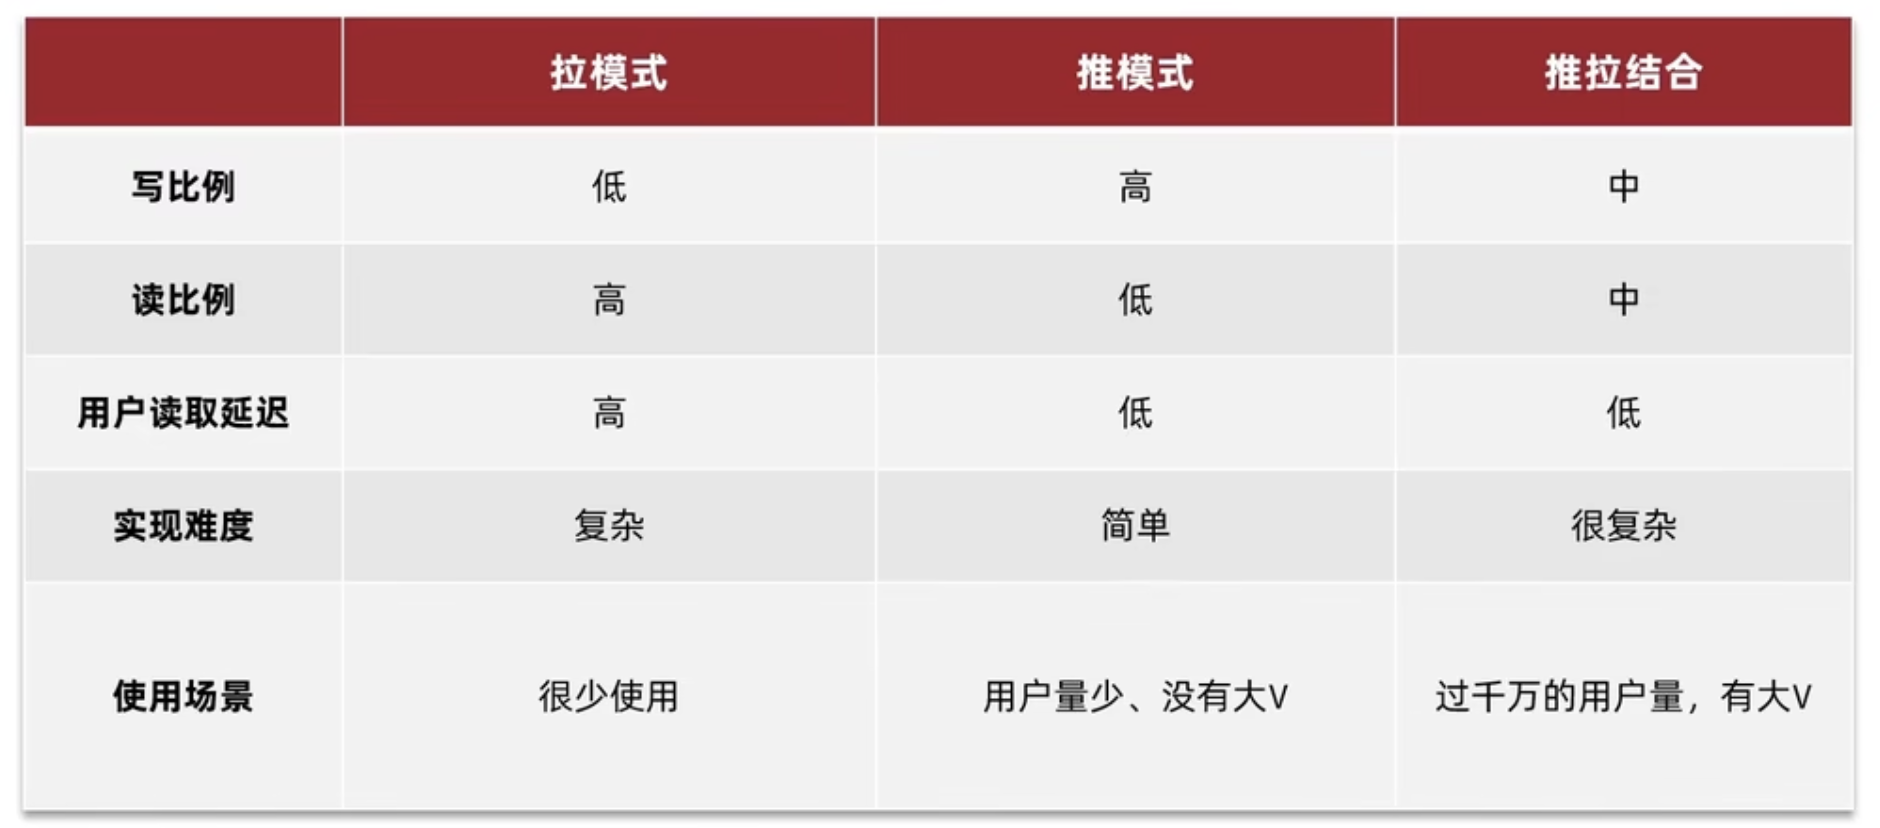 拉模式 推模式 推拉结合
写比例 低 高 中
读比例 高 低 中
用户读取延迟 高 低 低
实现难度 复杂 简单 很复杂
使用场景 很少使用 用户量少、没有大V 过千万的用户量，有大V